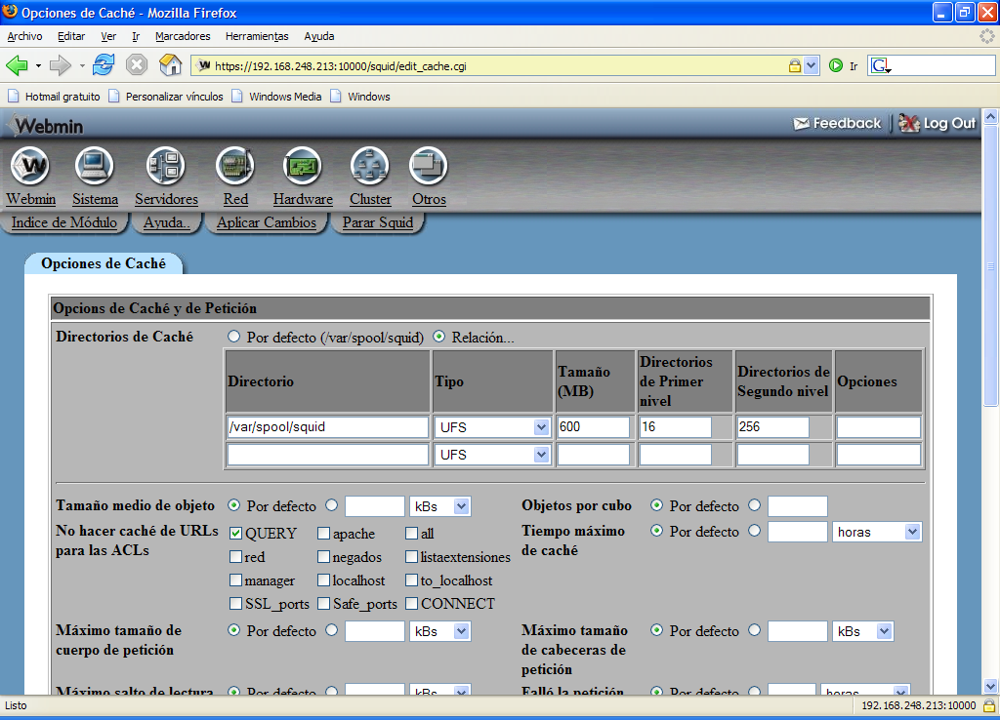 Opciones de Caché - Mozilla Firefox
Archivo Editar Ver Ir Marcadores Herramientas Ayuda
https://192.168.248.213:10000/squid/edit_cache.cgi Ir G
Hotmail gratuito Personalizar vínculos Windows Media Windows
Webmin Feedback Log Out
Webmin Sistema Servidores Red Hardware Cluster Otros
Indice de Módulo Ayuda.. Aplicar Cambios Parar Squid
Opciones de Caché
Opcions de Caché y de Petición
Directorios de Caché Por defecto (/var/spool/squid) Relación...
Directorio Tipo Tamaño (MB) Directorios de Primer nivel Directorios de Segundo nivel Opciones
/var/spool/squid UFS 600 16 256
UFS
Tamaño medio de objeto Por defecto kBs Objetos por cubo Por defecto
No hacer caché de URLs para las ACLs QUERY apache all Tiempo máximo de caché Por defecto horas
red negados listaextensiones
manager localhost to_localhost
SSL_ports Safe_ports CONNECT
Máximo tamaño de cuerpo de petición Por defecto kBs Máximo tamaño de cabeceras de petición Por defecto kBs
Máximo salto de lectura Por defecto kBs Falló la petición Por defecto horas
Listo 192.168.248.213:10000